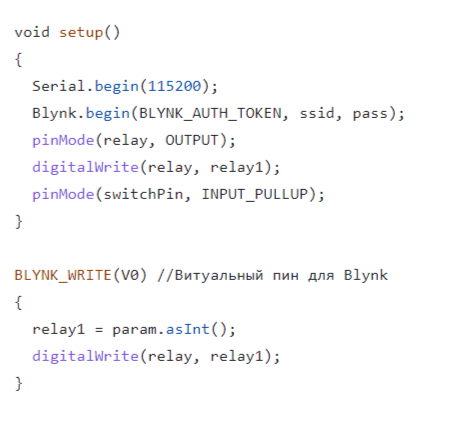 void setup()
{
  Serial.begin(115200);
  Blynk.begin(BLYNK_AUTH_TOKEN, ssid, pass);
  pinMode(relay, OUTPUT);
  digitalWrite(relay, relay1);
  pinMode(switchPin, INPUT_PULLUP);
}

BLYNK_WRITE(V0) //Витуальный пин для Blynk
{
  relay1 = param.asInt();
  digitalWrite(relay, relay1);
}